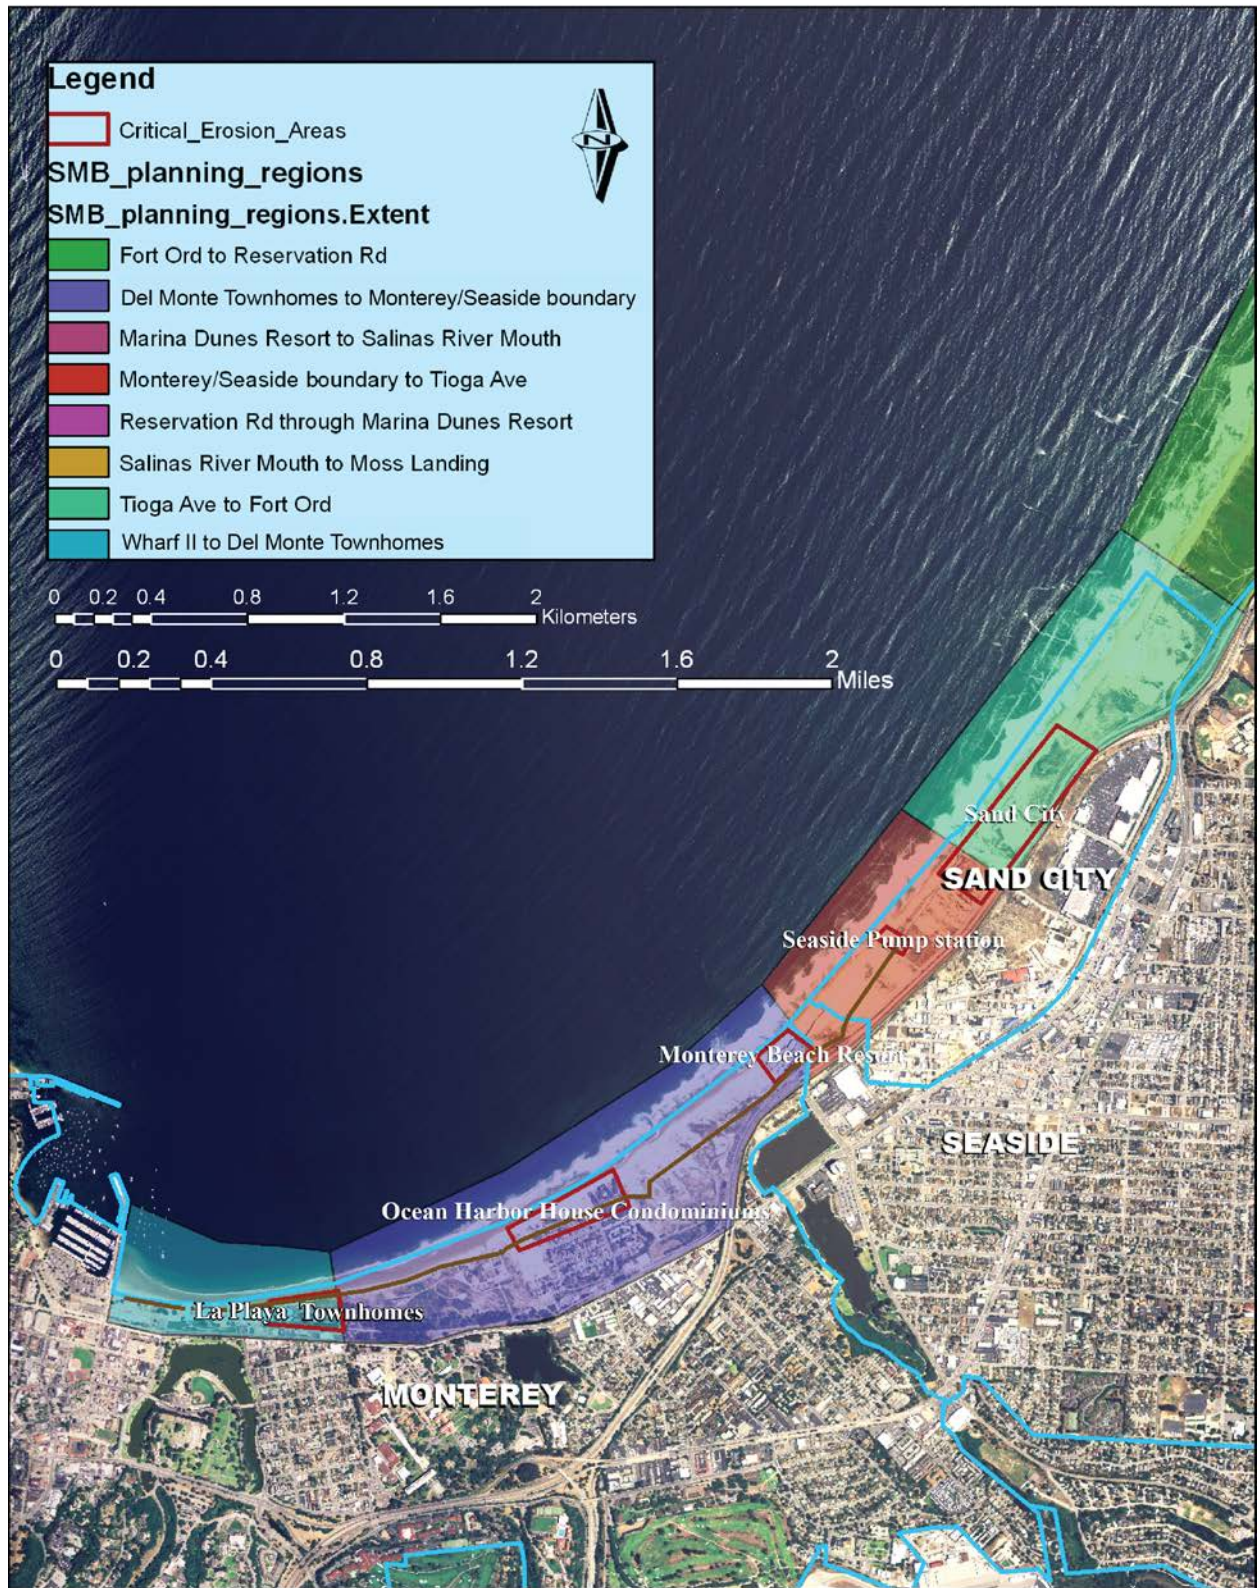 Legend
Critical_Erosion_Areas
N
SMB_planning_regions
SMB_planning_regions.Extent
Fort Ord to Reservation Rd
Del Monte Townhomes to Monterey/Seaside boundary
Marina Dunes Resort to Salinas River Mouth
Monterey/Seaside boundary to Tioga Ave
Reservation Rd through Marina Dunes Resort
Salinas River Mouth to Moss Landing
Tioga Ave to Fort Ord
Wharf II to Del Monte Townhomes
0 0.2 0.4 0.8 1.2 1.6 2
Kilometers
0 0.2 0.4 0.8 1.2 1.6 2
Miles
Sand City
SAND CITY
Seaside Pump station
Monterey Beach Resort
SEASIDE
Ocean Harbor House Condominiums
La Playa Townhomes
MONTEREY